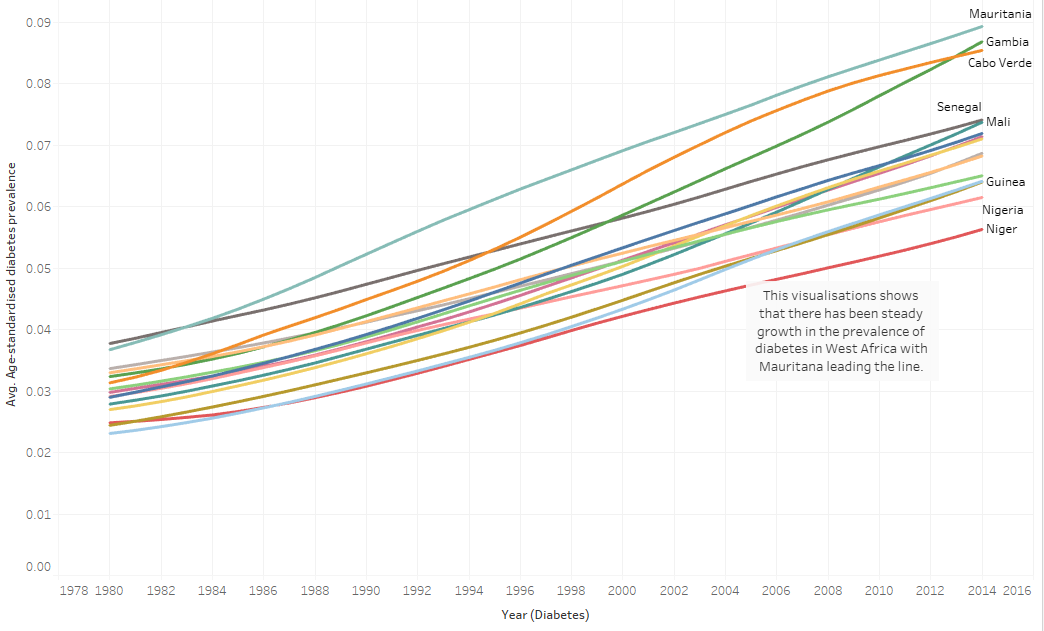 Mauritania
0.09
Gambia
Cabo Verde
0.08
Senegal
Mali
0.07
Guinea
0.06
Nigeria
Niger
0.05
This visualisations shows
that there has been steady
growth in the prevalence of
diabetes in West Africa with
Mauritana leading the line.
0.04
0.03
0.02
0.01
0.00
Avg. Age-standardised diabetes prevalence
1978 1980 1982 1984 1986 1988 1990 1992 1994 1996 1998 2000 2002 2004 2006 2008 2010 2012 2014 2016
Year (Diabetes)